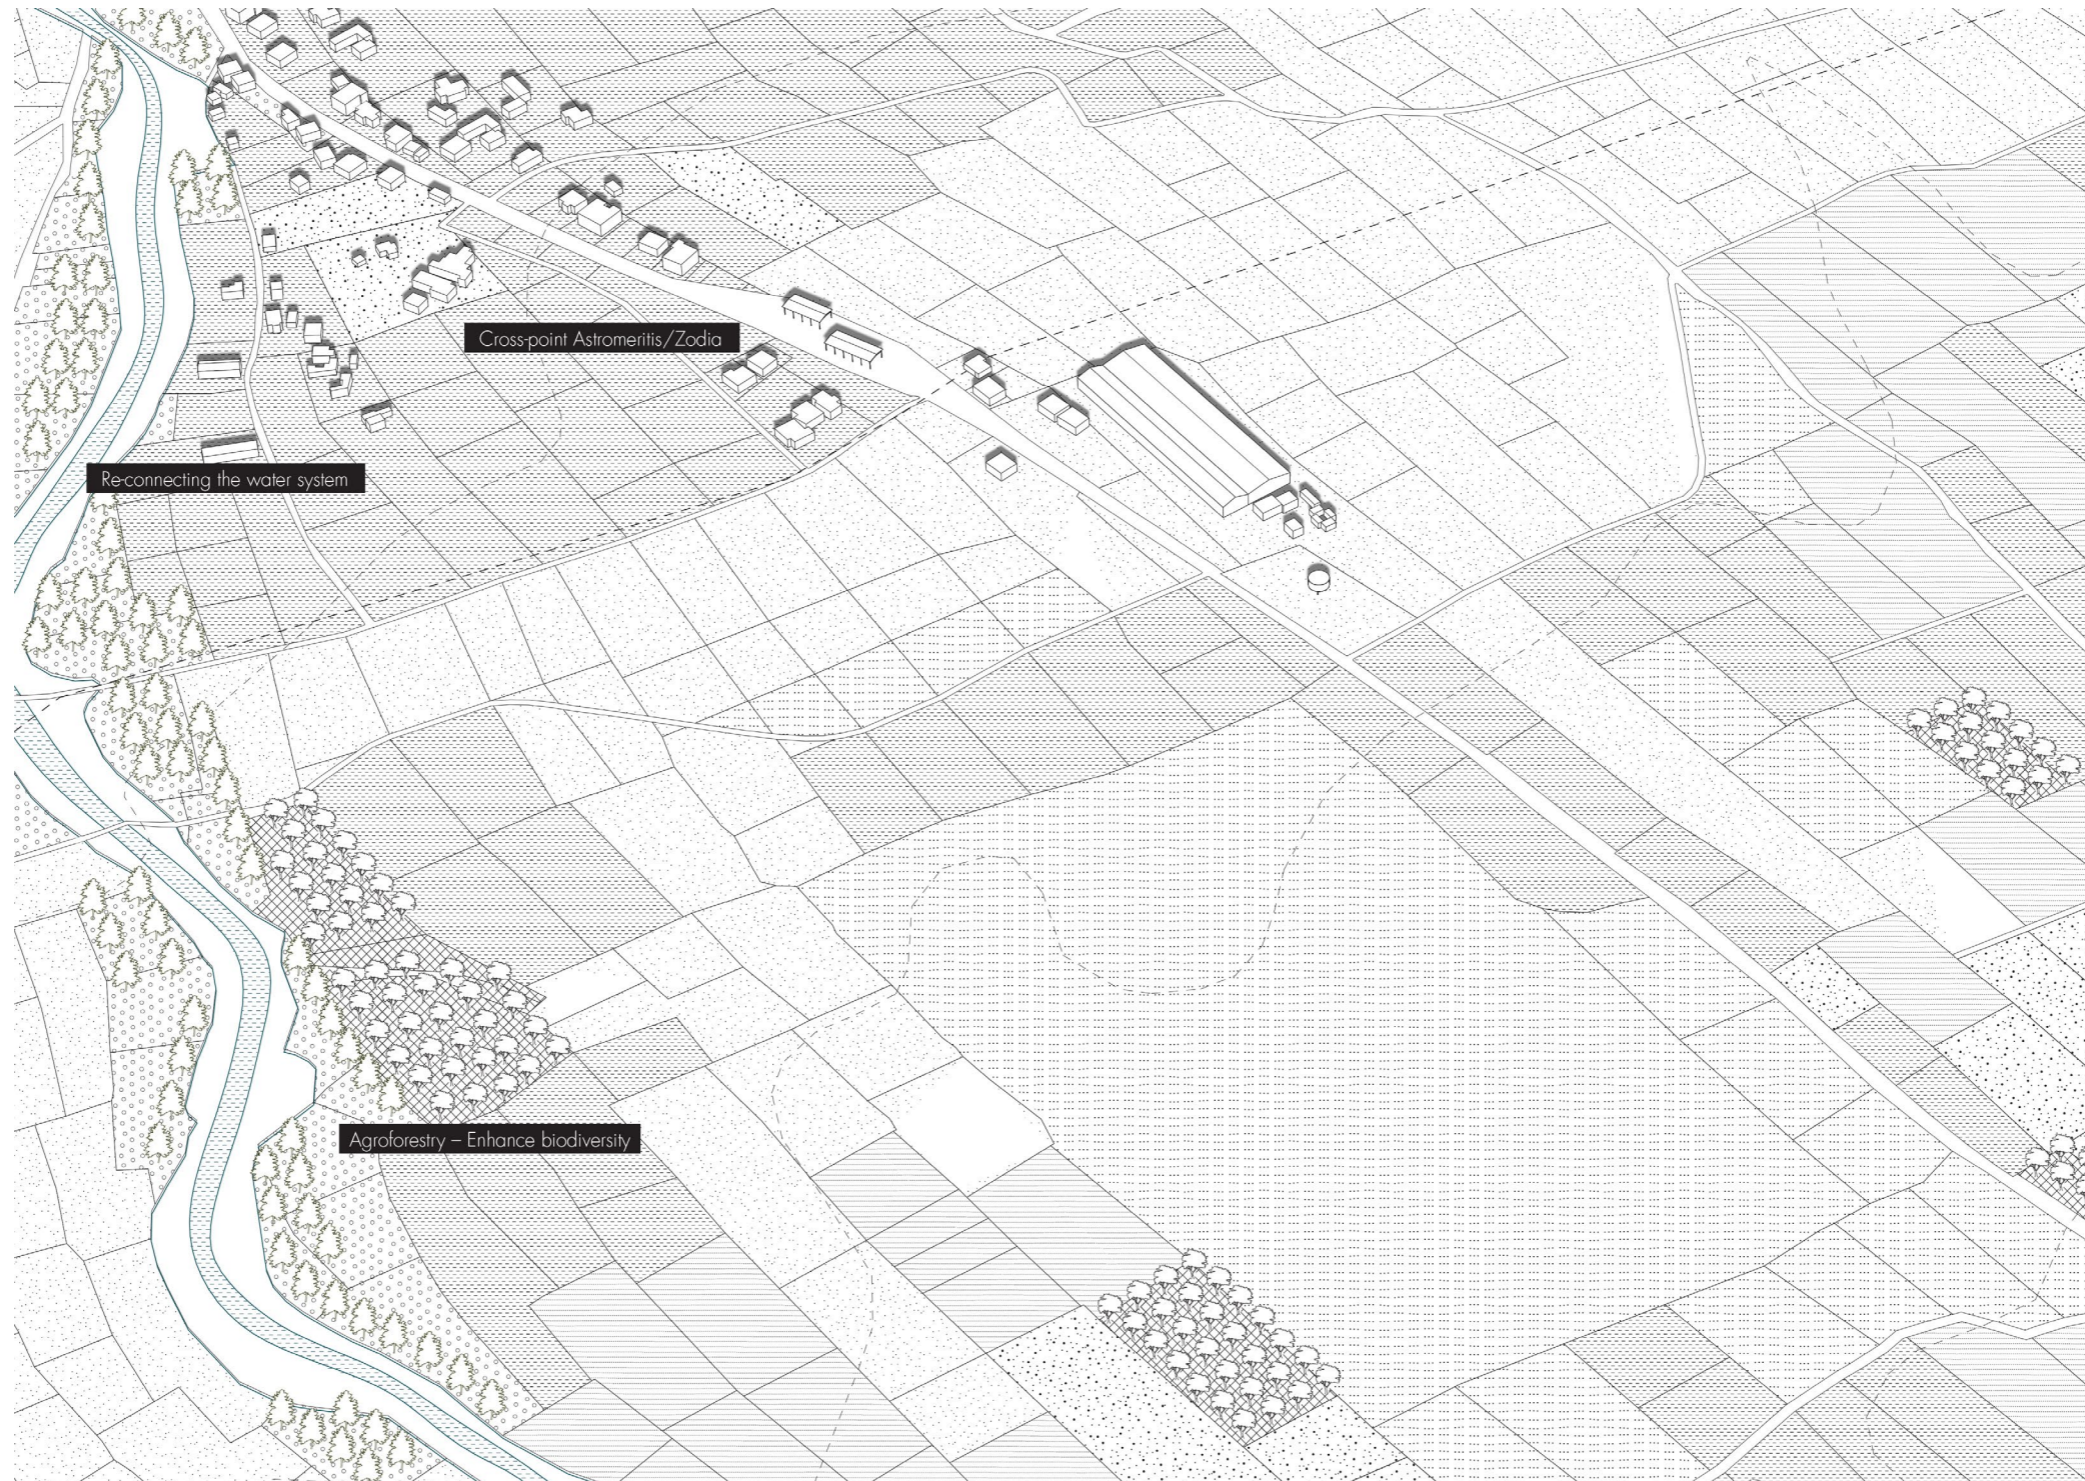 Cross-point Astromeritis/Zodia
Re-connecting the water system
Agroforestry – Enhance biodiversity